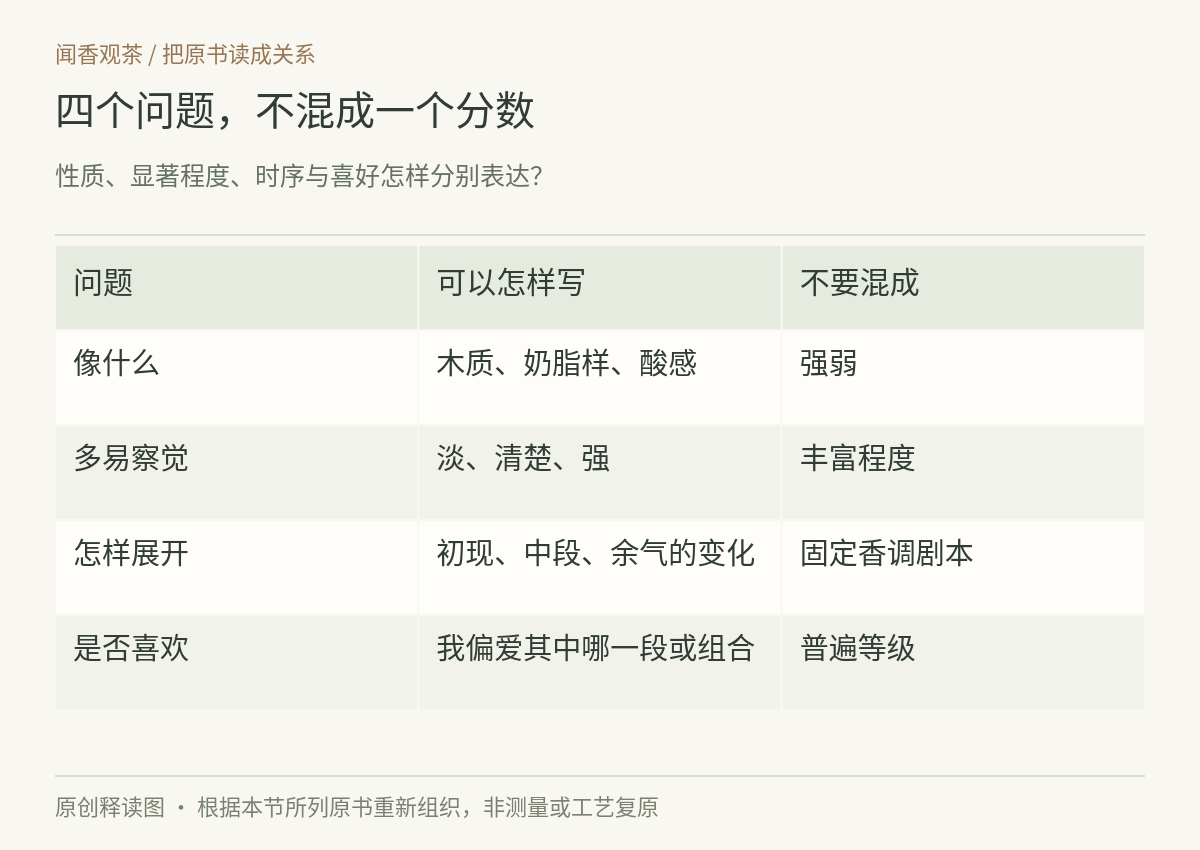 闻香观茶 / 把原书读成关系
四个问题，不混成一个分数
性质、显著程度、时序与喜好怎样分别表达？
问题 可以怎样写 不要混成
像什么 木质、奶脂样、酸感 强弱
多易察觉 淡、清楚、强 丰富程度
怎样展开 初现、中段、余气的变化 固定香调剧本
是否喜欢 我偏爱其中哪一段或组合 普遍等级
原创释读图 · 根据本节所列原书重新组织，非测量或工艺复原